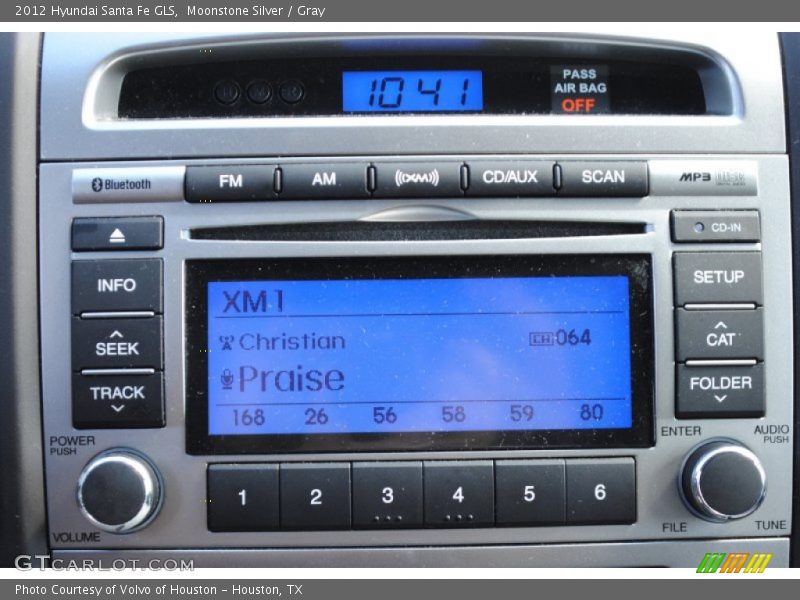 2012 Hyundai Santa Fe GLS, Moonstone Silver / Gray
1041
PASS
AIR BAG
OFF
Bluetooth
FM AM ((XM)) CD/AUX SCAN
MP3
CD-IN
INFO
SETUP
SEEK
CAT
TRACK
FOLDER
XM1
Christian CH 064
Praise
168 26 56 58 59 80
POWER
PUSH
ENTER
AUDIO
PUSH
1 2 3 4 5 6
VOLUME
FILE
TUNE
GTCARLOT.COM
Photo Courtesy of Volvo of Houston - Houston, TX